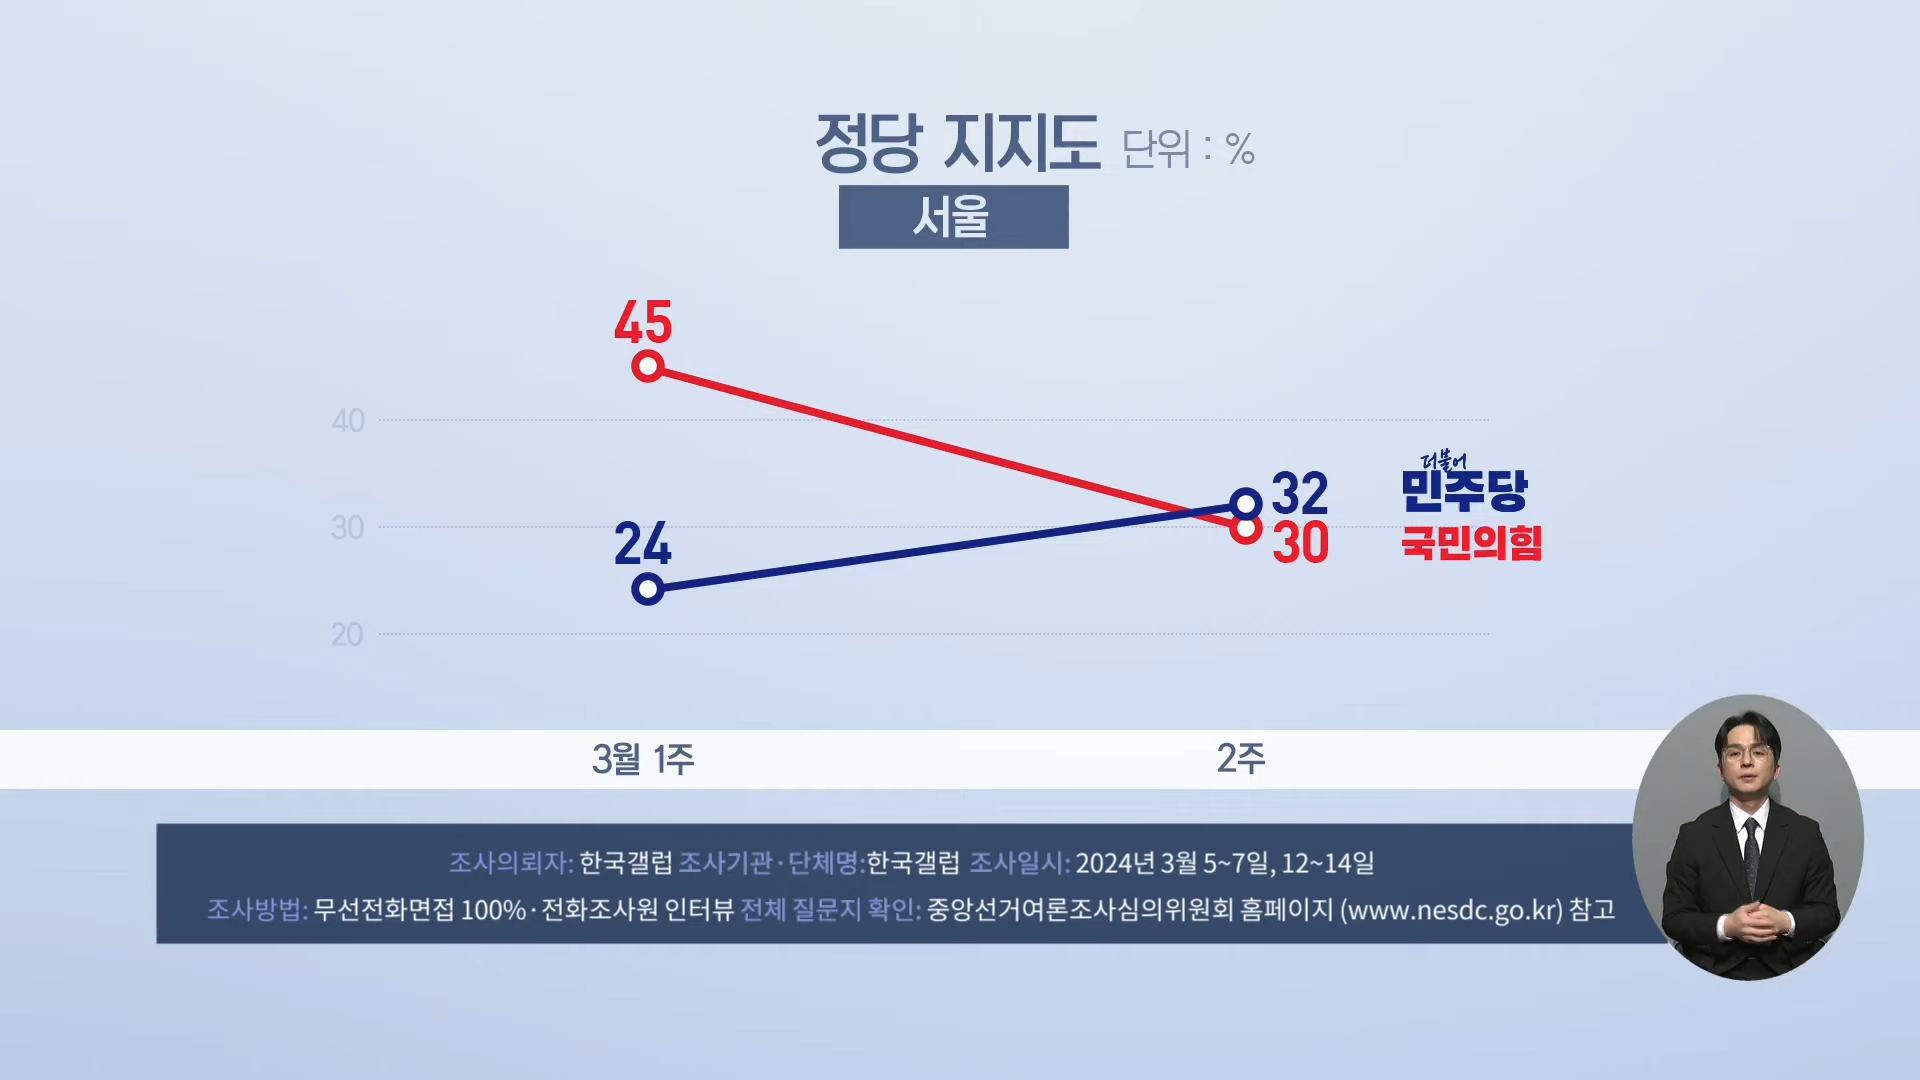 정당 지지도 단위 : %
서울
45
40
더불어
민주당
32
30
24
30
국민의힘
20
3월 1주
2주
조사의뢰자: 한국갤럽 조사기관·단체명:한국갤럽 조사일시: 2024년 3월 5~7일, 12~14일
조사방법: 무선전화면접 100%·전화조사원 인터뷰 전체 질문지 확인: 중앙선거여론조사심의위원회 홈페이지 (www.nesdc.go.kr) 참고